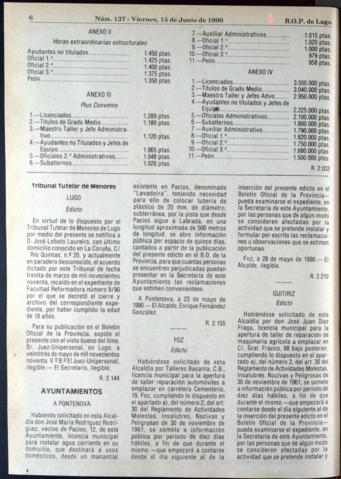 6
Núm. 137 - Viernes, 15 de Junio de 1990
B.O.P. de Lugo
ANEXO II
Horas extraordinarias estructurales
Ayudantes no titulados 1.450 ptas.
Oficial 1.ª 1.425 ptas.
Oficial 2.ª 1.400 ptas.
Oficial 3.ª 1.375 ptas.
Peón 1.350 ptas.
ANEXO III
Plus Convenio
1.—Licenciados 1.289 ptas.
2.—Titulos de Grado Medio 1.189 ptas.
3.—Maestro Taller y Jefe Administrativo 1.120 ptas.
4.—Ayudantes no Titulados y Jefes de
Equipo 1.065 ptas.
5.—Oficiales 2.ª Administrativos 1.048 ptas.
6.—Subalternos 1.020 ptas.
7.—Auxiliar Administrativos 1.015 ptas.
8.—Oficial 1.ª 1.020 ptas.
9.—Oficial 2.ª 1.000 ptas.
10.—Oficial 3.ª 979 ptas.
11.—Peón 958 ptas.
ANEXO IV
1.—Licenciados 3.550.000 ptas.
2.—Titulos de Grado Medio 3.040.000 ptas.
3.—Maestro Taller y Jefes Advo. 2.950.000 ptas.
4.—Ayudantes no titulados y Jefes de
Equipo 2.225.000 ptas.
5.—Oficiales Administrativos 2.100.000 ptas.
6.—Subalternos 1.800.000 ptas.
7.—Auxiliar Administrativos 1.790.000 ptas.
8.—Oficial 1.ª 1.820.000 ptas.
9.—Oficial 2.ª 1.750.000 ptas.
10.—Oficial 3.ª 1.680.000 ptas.
11.—Peón 1.500.000 ptas.
R. 2.033
Tribunal Tutelar de Menores
LUGO
Edicto
En virtud de lo dispuesto por el
Tribunal Tutelar de Menores de Lugo
por medio del presente se notifica a
D. José Lobato Loureiro, con último
domicilio conocido en La Coruña, C/
Río Quintas, n.º 20, y actualmente
en paradero desconocido, el acuerdo
dictado por este Tribunal de fecha
treinta de marzo de mil novecientos
noventa, recaído en el expediente de
Facultad Reformadora número 5/90
por el que se decretó el cierre y
archivo del correspondiente expediente,
por haber cumplido la edad
de 18 años.
Para su publicación en el Boletín
Oficial de la Provincia, expido el
presente con el visto bueno del Ilmo.
Sr. Juez-Unipersonal, en Lugo, a
veintitrés de mayo de mil novecientos
noventa. V.ºB.º El Juez-Unipersonal,
ilegible.— El Secretario, ilegible.
R. 2.144
AYUNTAMIENTOS
A PONTENOVA
Habiendo solicitado en esta Alcaldía
don José María Rodríguez Rodríguez,
vecino de Pacios, 12, de este
Ayuntamiento, licencia municipal
para instalar agua corriente en su
domicilio, que destinará a usos
domésticos, desde un manantial
existente en Pacios, denominado
"Lavadoira", teniendo necesidad
para ello de colocar tubería de
plástico de 20 mm. de diámetro,
subterránea, por la pista que desde
Pacios sigue a Labrada, en una
longitud aproximada de 500 metros
de longitud, se abre información
pública por espacio de quince días,
contados a partir de la publicación
del presente edicto en el B.O. de la
Provincia, para que cuantas personas
se encuentren perjudicadas puedan
presentar en la Secretaría de este
Ayuntamiento las reclamaciones
que estimen convenientes.
A Pontenova, a 23 de mayo de
1990.— El Alcalde, Enrique Fernández
González.
R. 2.155
FOZ
Edicto
Habiéndose solicitado de esta
Alcaldía por Talleres Basanta, C.B.,
licencia municipal para la apertura
de taller reparación automóviles a
emplazar en carretera Cementerio,
19, Foz, cumpliendo lo dispuesto en
el apartado a), del número 2, del art.
30 del Reglamento de Actividades
Molestas, Insalubres, Nocivas y
Peligrosas de 30 de noviembre de
1961, se somete a información
pública por período de diez días
hábiles, a fin de que durante el
mismo —que empezará a contarse
desde el día siguiente al de la
inserción del presente edicto en el
Boletín Oficial de la Provincia—
pueda examinarse el expediente, en
la Secretaría de este Ayuntamiento,
por las personas que de algún modo
se consideren afectadas por la
actividad que se pretende instalar y
formular por escrito las reclamaciones
u observaciones que se estimen
oportunas.
Foz, a 28 de mayo de 1990.— El
Alcalde, ilegible.
R. 2.210
GUITIRIZ
Edicto
Habiéndose solicitado de esta
Alcaldía por don José Juan Díaz
Fraga, licencia municipal para la
apertura de taller de reparación de
maquinaria agrícola a emplazar en
C/. Gral. Franco, 68 bajo posterior,
cumpliendo lo dispuesto en el apartado
a), del número 2, del art. 30 del
Reglamento de Actividades Molestas,
Insalubres, Nocivas y Peligrosas de
30 de noviembre de 1961, se somete
a información pública por período de
diez días hábiles, a fin de que
durante el mismo —que empezará a
contarse desde el día siguiente al de
la inserción del presente edicto en el
Boletín Oficial de la Provincia—
pueda examinarse el expediente, en
la Secretaría de este Ayuntamiento,
por las personas que de algún modo
se consideren afectadas por la
actividad que se pretende instalar y